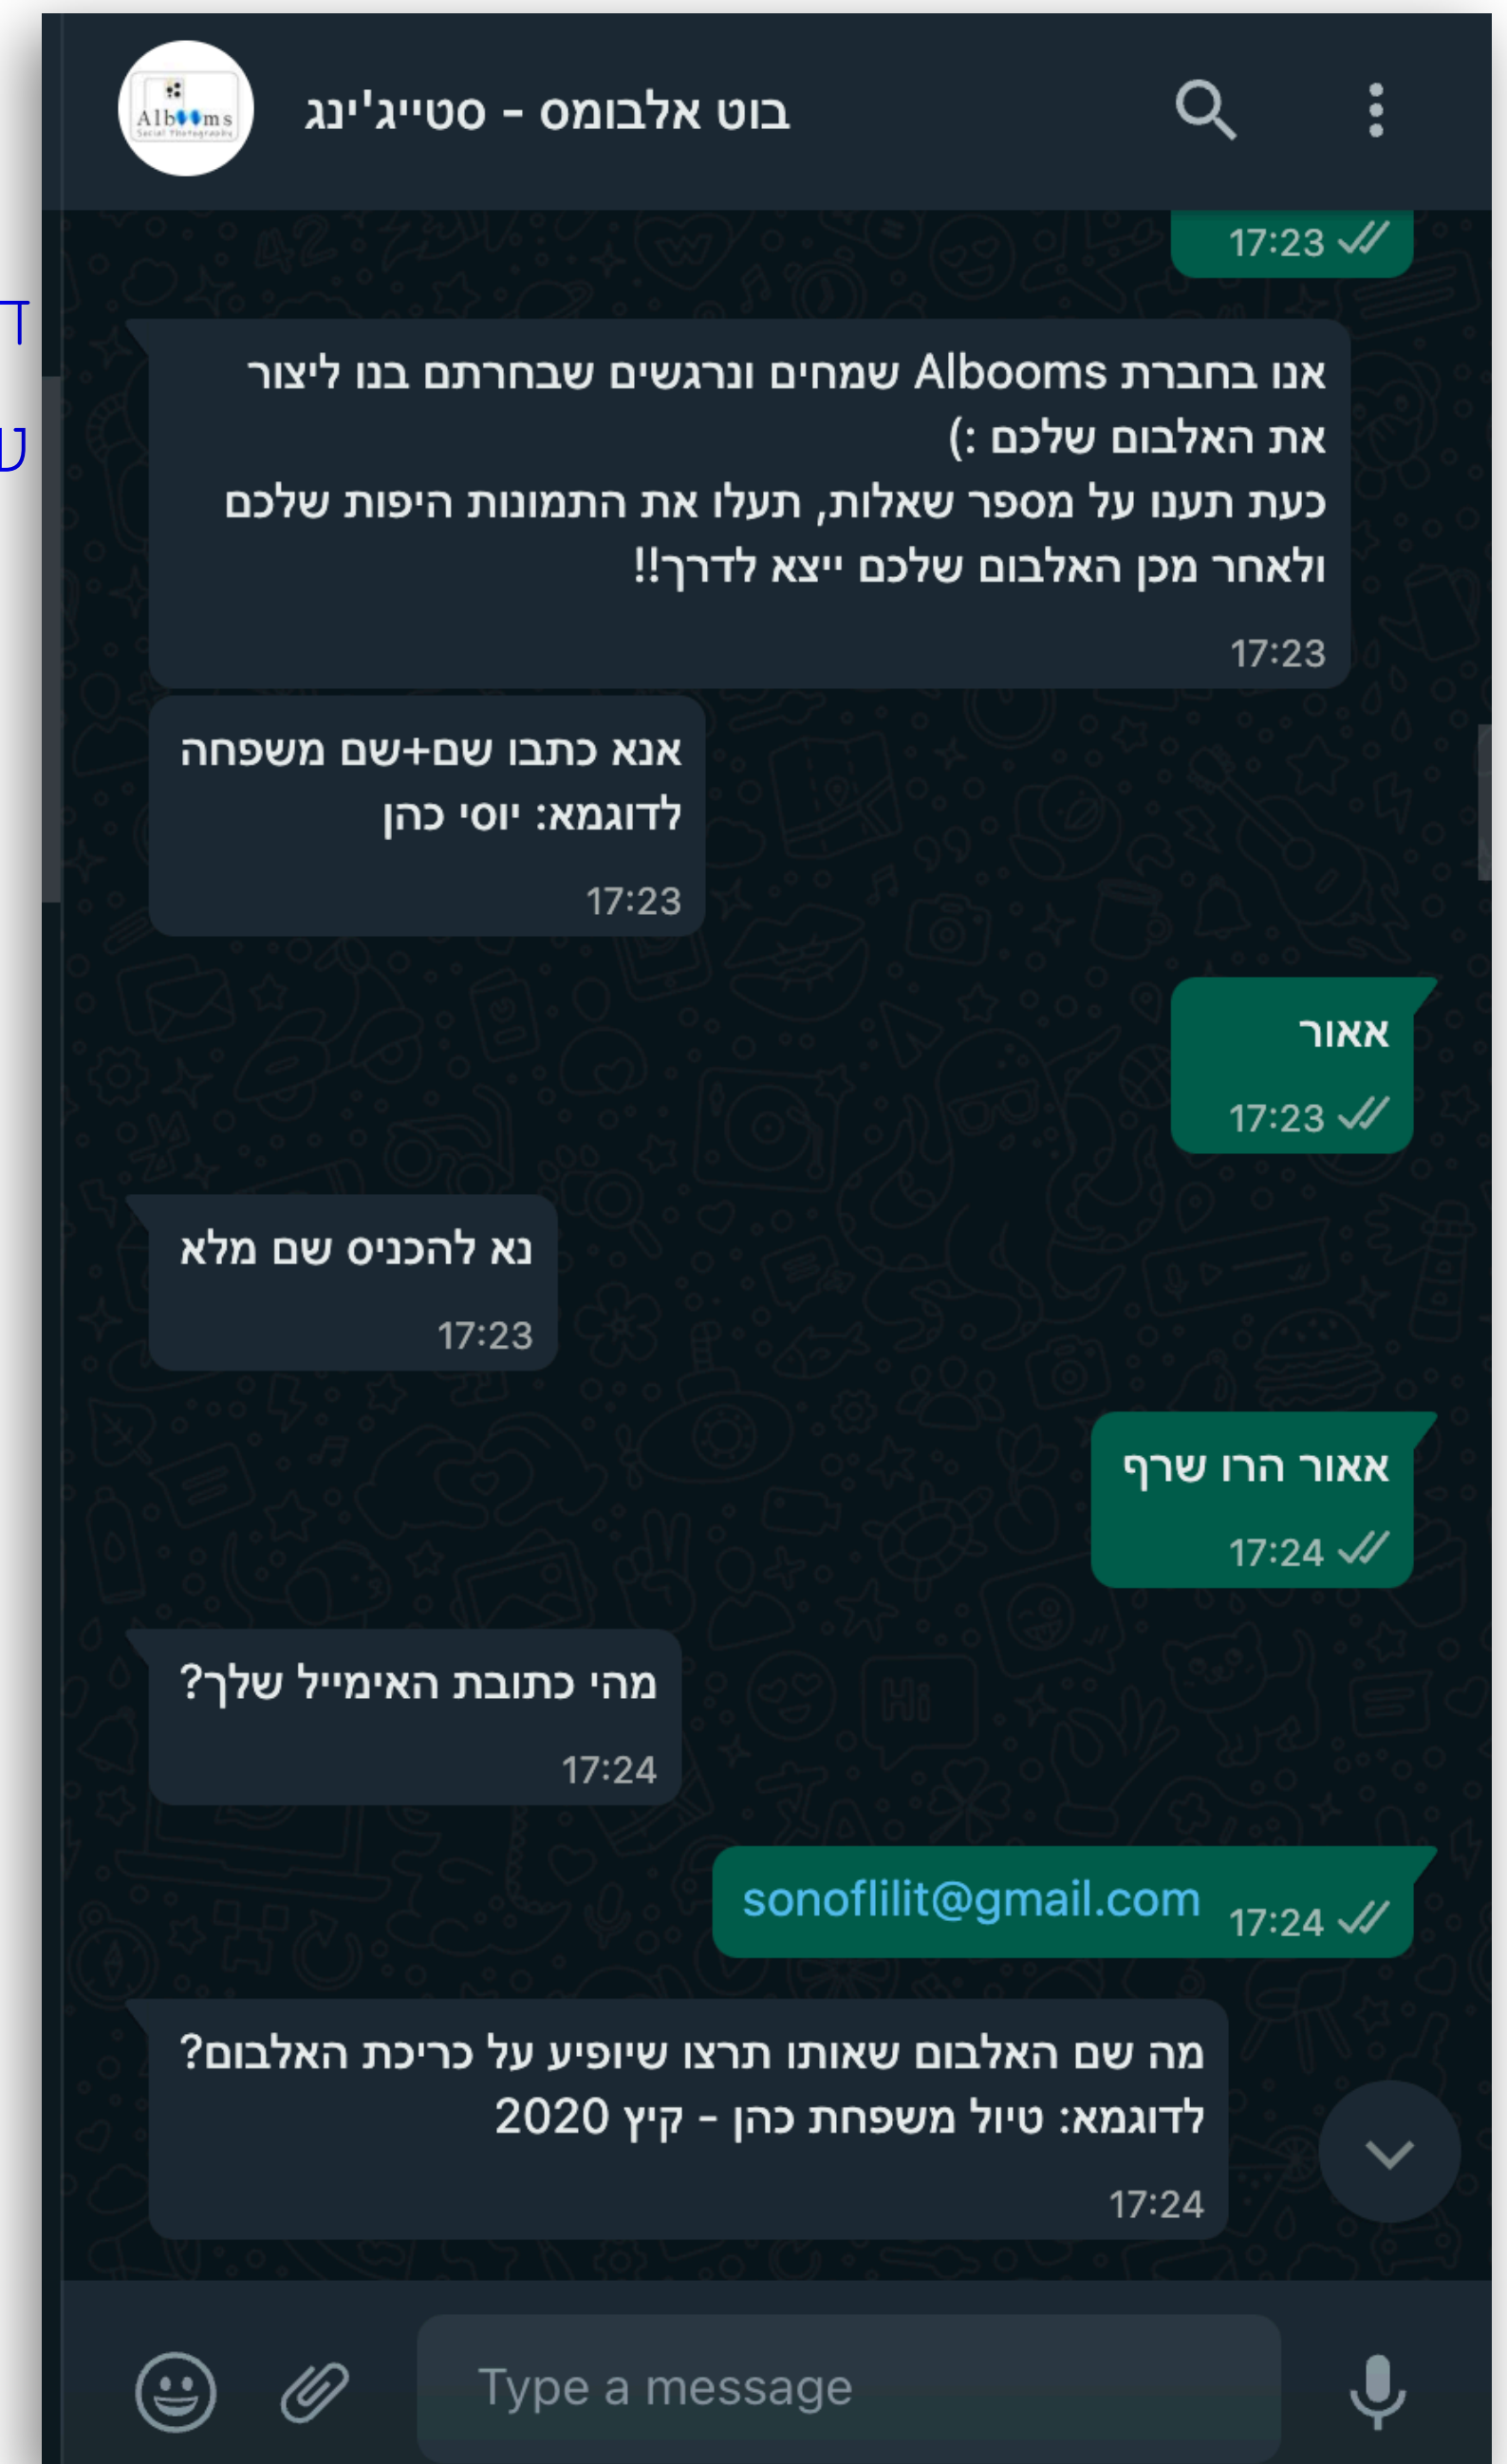 Albooms
Social Photography
בוט אלבומס - סטייג'ינג
17:23
אנו בחברת Albooms שמחים ונרגשים שבחרתם בנו ליצור
את האלבום שלכם :)
כעת תענו על מספר שאלות, תעלו את התמונות היפות שלכם
ולאחר מכן האלבום שלכם ייצא לדרך!!
17:23
אנא כתבו שם+שם משפחה
לדוגמא: יוסי כהן
17:23
אאור
17:23
נא להכניס שם מלא
17:23
אאור הרו שרף
17:24
מהי כתובת האימייל שלך?
17:24
sonoflilit@gmail.com 17:24
מה שם האלבום שאותו תרצו שיופיע על כריכת האלבום?
לדוגמא: טיול משפחת כהן - קיץ 2020
17:24
Type a message